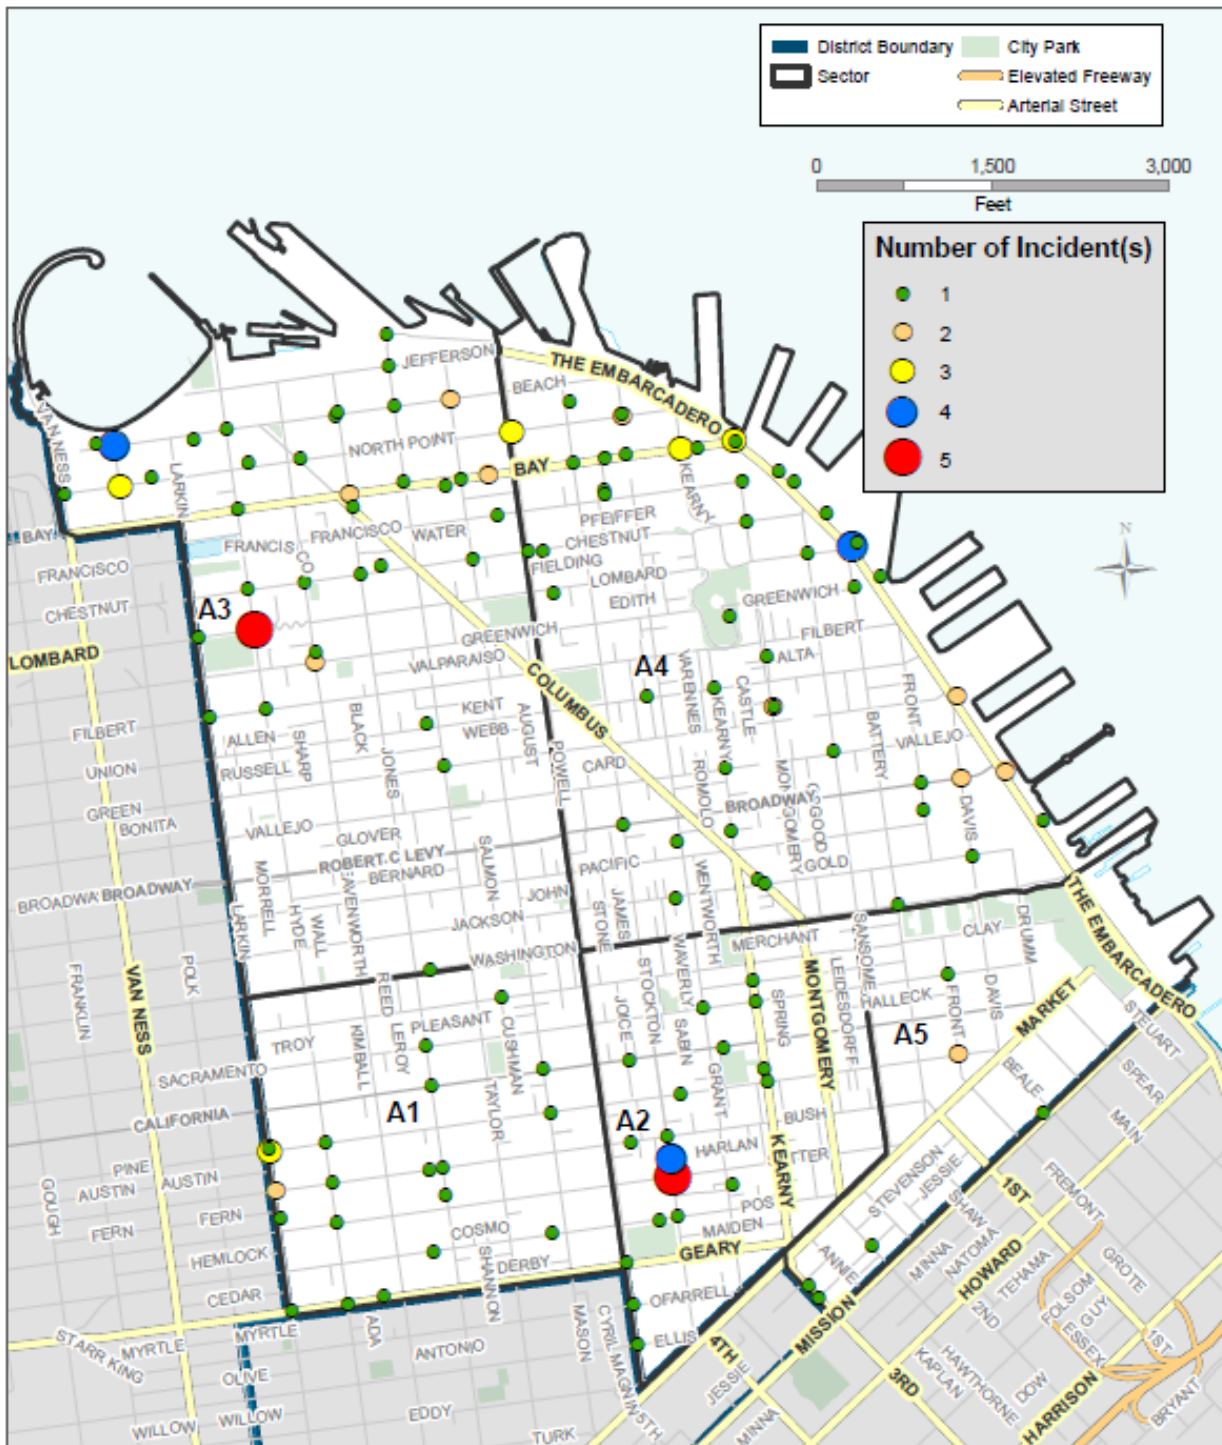 District Boundary
City Park
Sector
Elevated Freeway
Arterial Street
0
1,500
3,000
Feet
Number of Incident(s)
1
2
3
4
5
N
JEFFERSON
THE EMBARCADERO
BEACH
VAN NESS
NORTH POINT
BAY
LARKIN
KEARNY
BAY
PFEIFFER
FRANCISCO
WATER
CHESTNUT
FRANCISCO
FIELDING
FRANCISCO
LOMBARD
CHESTNUT
EDITH
GREENWICH
A3
GREENWICH
FILBERT
LOMBARD
VALPARAISO
A4
ALTA
COLUMBUS
VARENNES
CASTLE
FRONT
KENT
KEARNY
BLACK
AUGUST
FILBERT
ALLEN
SHARP
WEBB
BATTERY
VALLEJO
UNION
RUSSELL
JONES
POWELL
CARD
ROMOLO
MONTGOMERY
OSGOOD
GREEN
BONITA
BROADWAY
DAVIS
VALLEJO
GLOVER
ROBERT C LEVY
BERNARD
SALMON
PACIFIC
GOLD
BROADWAY
MORRELL
HYDE
WALL
LEAVENWORTH
JOHN
JAMES
WENTWORTH
THE EMBARCADERO
LARKIN
JACKSON
STONE
SANSOME
DRUMM
WASHINGTON
MERCHANT
CLAY
STOCKTON
WAVERLY
MONTGOMERY
LEIDESDORFF
FRANKLIN
VAN NESS
POLK
REED
LEROY
PLEASANT
CUSHMAN
JOICE
SABIN
SPRING
HALLECK
FRONT
DAVIS
MARKET
STEUART
TROY
KIMBALL
A5
SACRAMENTO
GRANT
BEALE
SPEAR
CALIFORNIA
A1
TAYLOR
A2
BUSH
MAIN
PINE
HARLAN
AUSTIN
AUSTIN
KEARNY
GOUGH
STEVENSON
JESSIE
1ST
FREMONT
FERN
FERN
COSMO
MAIDEN
SHAW
HEMLOCK
DERBY
SHANNON
GEARY
ANNIE
MINNA
NATOMA
HOWARD
TEHAMA
GROTE
CEDAR
OFARRELL
MISSION
2ND
FOLSOM
GUY
ESSEX
1ST
MYRTLE
ADA
MASON
STARR KING
MYRTLE
ANTONIO
ELLIS
4TH
JESSIE
3RD
KAPLAN
HAWTHORNE
DOW
HARRISON
BRYANT
OLIVE
WILLOW
WILLOW
EDDY
TURK
5TH
MINNA